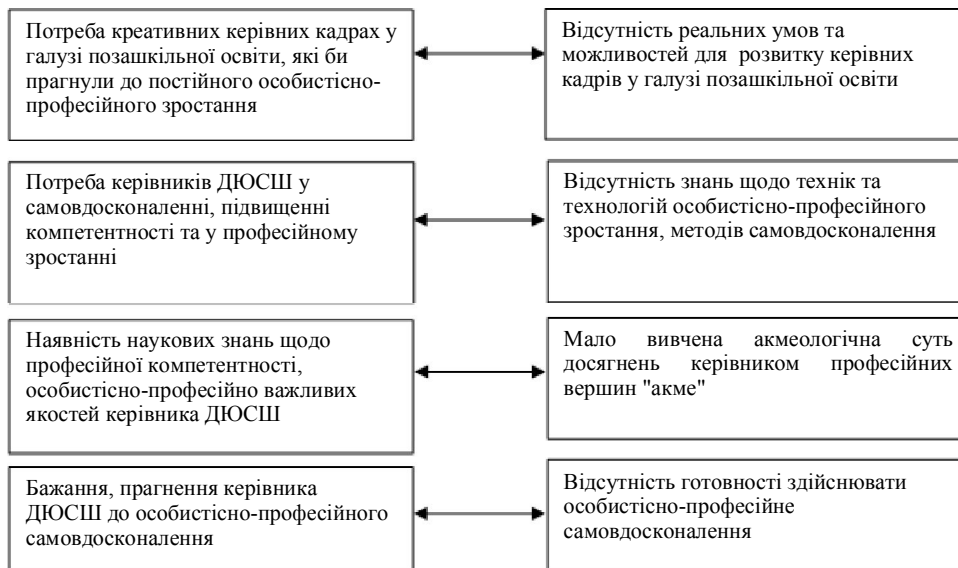 Потреба креативних керівних кадрах у
галузі позашкільної освіти, які би
прагнули до постійного особистісно-
професійного зростання
Відсутність реальних умов та
можливостей для розвитку керівних
кадрів у галузі позашкільної освіти
Потреба керівників ДЮСШ у
самовдосконаленні, підвищенні
компетентності та у професійному
зростанні
Відсутність знань щодо технік та
технологій особистісно-професійного
зростання, методів самовдосконалення
Наявність наукових знань щодо
професійної компетентності,
особистісно-професійно важливих
якостей керівника ДЮСШ
Мало вивчена акмеологічна суть
досягнень керівником професійних
вершин "акме"
Бажання, прагнення керівника
ДЮСШ до особистісно-професійного
самовдосконалення
Відсутність готовності здійснювати
особистісно-професійне
самовдосконалення